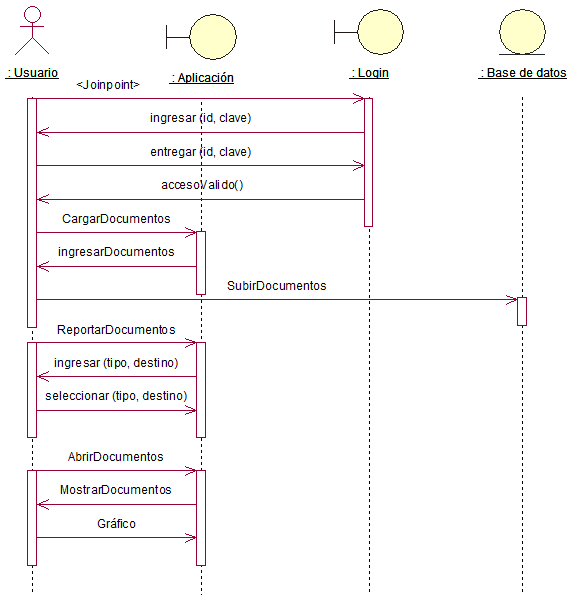 : Usuario
: Aplicación
: Login
: Base de datos
<Joinpoint>
ingresar (id, clave)
entregar (id, clave)
accesoValido()
CargarDocumentos
ingresarDocumentos
SubirDocumentos
ReportarDocumentos
ingresar (tipo, destino)
seleccionar (tipo, destino)
AbrirDocumentos
MostrarDocumentos
Gráfico